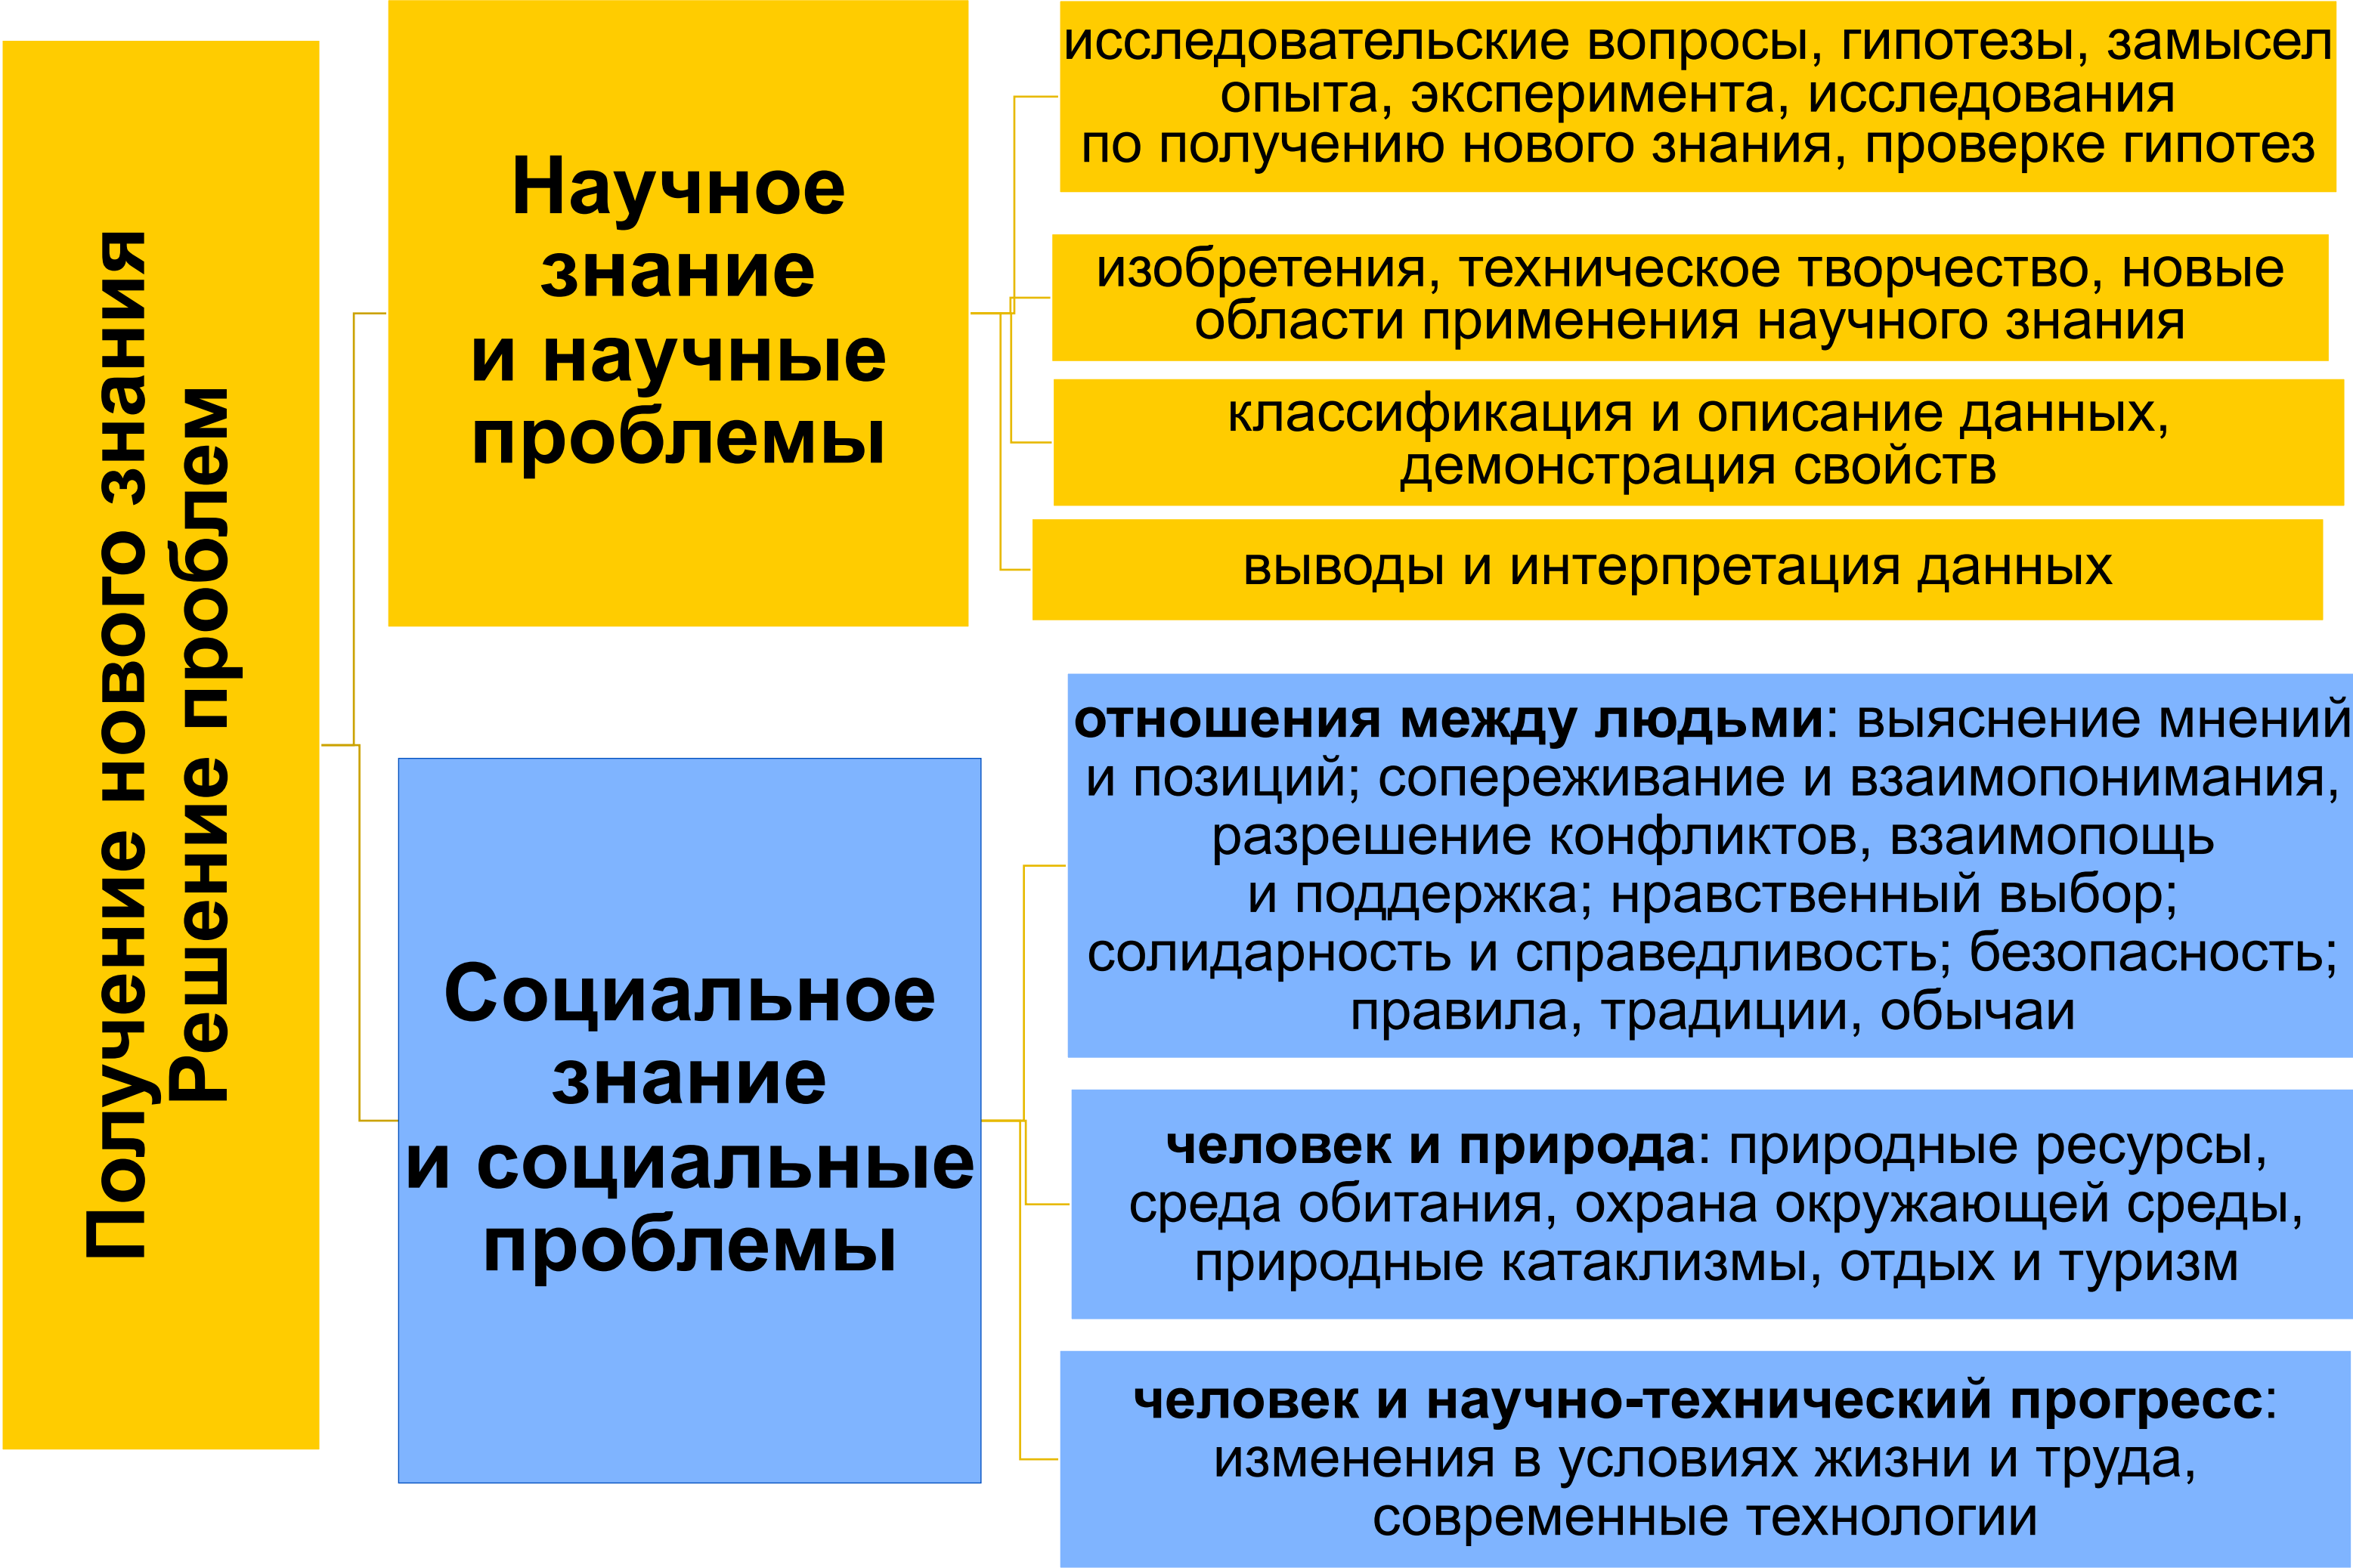 Получение нового знания
Решение проблем
Научное
знание
и научные
проблемы
исследовательские вопросы, гипотезы, замысел
опыта, эксперимента, исследования
по получению нового знания, проверке гипотез
изобретения, техническое творчество, новые
области применения научного знания
классификация и описание данных,
демонстрация свойств
выводы и интерпретация данных
Социальное
знание
и социальные
проблемы
отношения между людьми: выяснение мнений
и позиций; сопереживание и взаимопонимания,
разрешение конфликтов, взаимопощь
и поддержка; нравственный выбор;
солидарность и справедливость; безопасность;
правила, традиции, обычаи
человек и природа: природные ресурсы,
среда обитания, охрана окружающей среды,
природные катаклизмы, отдых и туризм
человек и научно-технический прогресс:
изменения в условиях жизни и труда,
современные технологии